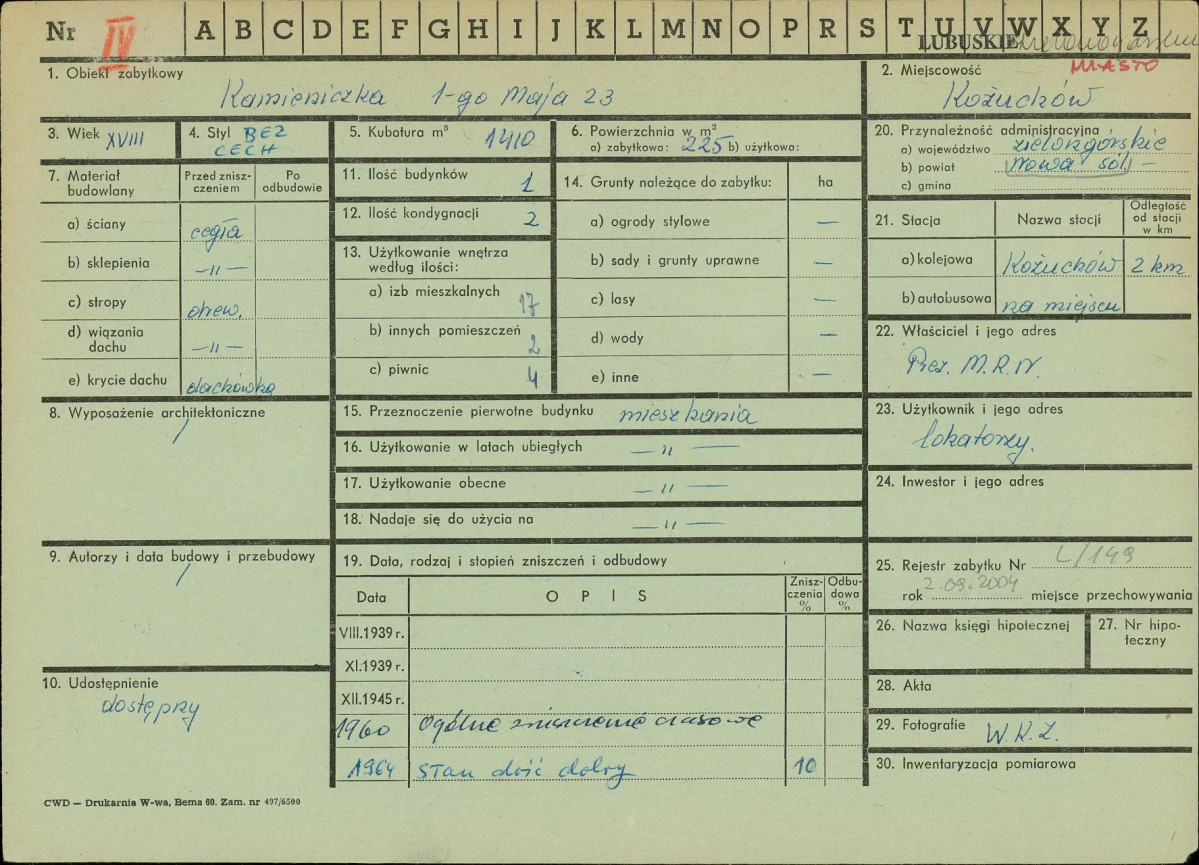 Nr IV A B C D E F G H I J K L M N O P R S T U V W X Y Z
LUBUSKIE
MIASTO
1. Obiekt zabytkowy
Kamieniczka 1-go Maja 23
2. Miejscowość
Kożuchów
3. Wiek XVIII
4. Styl BEZ CECH
5. Kubatura m³ 1410
6. Powierzchnia w m²
a) zabytkowa: 225 b) użytkowa:
20. Przynależność administracyjna
a) województwo zielonogórskie
b) powiat Nowa Sól —
c) gmina
7. Materiał budowlany
Przed znisz-
czeniem
Po
odbudowie
a) ściany cegła
b) sklepienia —"—
c) stropy drew.
d) wiązania
dachu —"—
e) krycie dachu dachówka
11. Ilość budynków 1
12. Ilość kondygnacji 2
13. Użytkowanie wnętrza
według ilości:
a) izb mieszkalnych 17
b) innych pomieszczeń 2
c) piwnic 4
14. Grunty należące do zabytku: ha
a) ogrody stylowe —
b) sady i grunty uprawne —
c) lasy —
d) wody —
e) inne —
21. Stacja
Nazwa stacji
Odległość
od stacji
w km
a) kolejowa Kożuchów 2 km
b) autobusowa na miejscu
22. Właściciel i jego adres
Prez. M.R.N.
8. Wyposażenie architektoniczne
/
15. Przeznaczenie pierwotne budynku mieszkania
16. Użytkowanie w latach ubiegłych —"—
17. Użytkowanie obecne —"—
18. Nadaje się do użycia na —"—
23. Użytkownik i jego adres
lokatorzy.
24. Inwestor i jego adres
9. Autorzy i data budowy i przebudowy
/
19. Data, rodzaj i stopień zniszczeń i odbudowy
Data
O P I S
Znisz-
czenia
%
Odbu-
dowa
%
VIII.1939 r.
XI.1939 r.
XII.1945 r.
1960 Ogólne zniszczenie czasowe
1964 Stan dość dobry 10
25. Rejestr zabytku Nr L/149
rok 2.09.2004 miejsce przechowywania
26. Nazwa księgi hipotecznej
27. Nr hipo-
teczny
10. Udostępnienie
dostępny
28. Akta
29. Fotografie W.K.Z.
30. Inwentaryzacja pomiarowa
CWD — Drukarnia W-wa, Bema 60. Zam. nr 497/6500